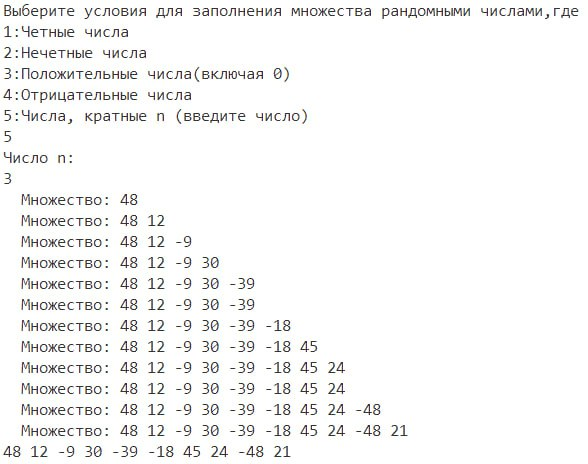 Выберите условия для заполнения множества рандомными числами,где
1:Четные числа
2:Нечетные числа
3:Положительные числа(включая 0)
4:Отрицательные числа
5:Числа, кратные n (введите число)
5
Число n:
3
Множество: 48
Множество: 48 12
Множество: 48 12 -9
Множество: 48 12 -9 30
Множество: 48 12 -9 30 -39
Множество: 48 12 -9 30 -39
Множество: 48 12 -9 30 -39 -18
Множество: 48 12 -9 30 -39 -18 45
Множество: 48 12 -9 30 -39 -18 45 24
Множество: 48 12 -9 30 -39 -18 45 24
Множество: 48 12 -9 30 -39 -18 45 24 -48
Множество: 48 12 -9 30 -39 -18 45 24 -48 21
48 12 -9 30 -39 -18 45 24 -48 21